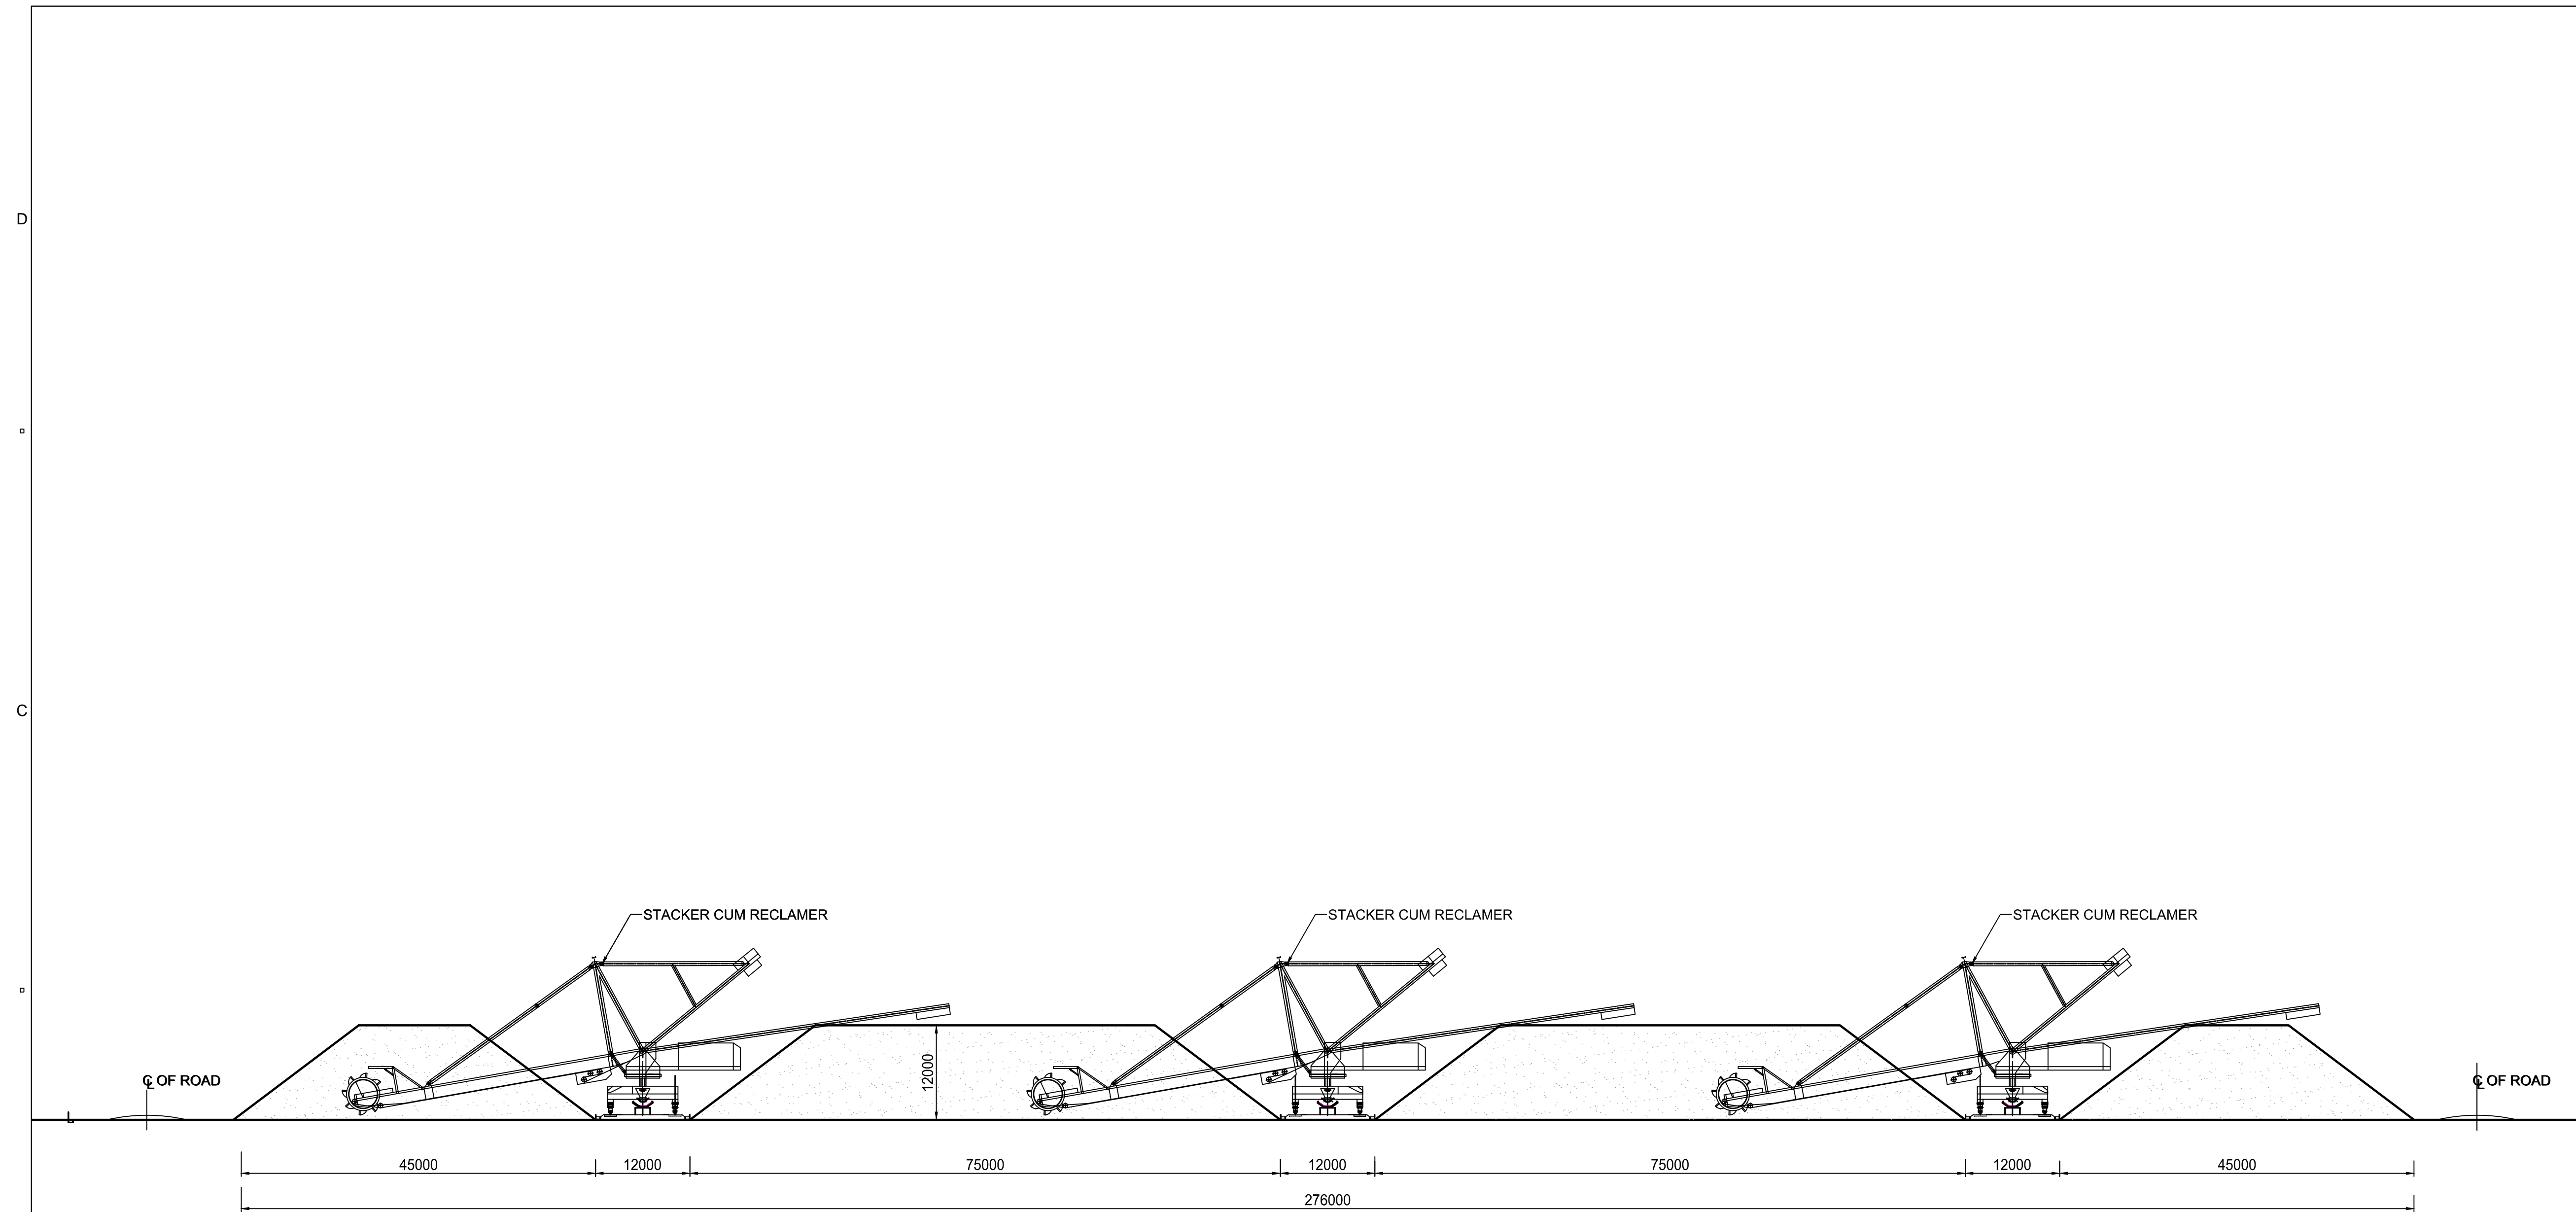 D
C
STACKER CUM RECLAMER
STACKER CUM RECLAMER
STACKER CUM RECLAMER
12000
℄ OF ROAD
℄ OF ROAD
L
45000
12000
75000
12000
75000
12000
45000
276000